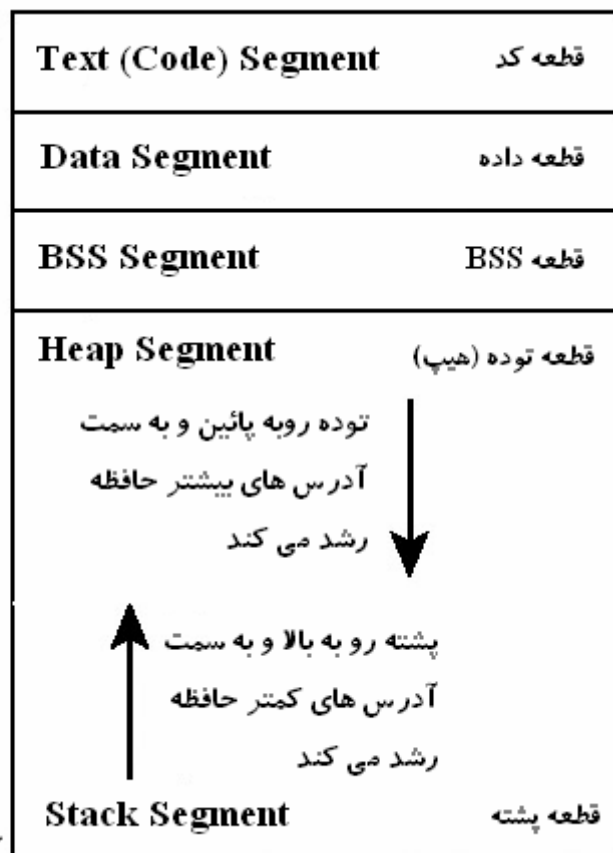 Text (Code) Segment قطعه کد
Data Segment قطعه داده
BSS Segment قطعه BSS
Heap Segment قطعه توده (هیپ)
توده روبه پائین و به سمت
آدرس های بیشتر حافظه
رشد می کند
پشته رو به بالا و به سمت
آدرس های کمتر حافظه
رشد می کند
Stack Segment قطعه پشته